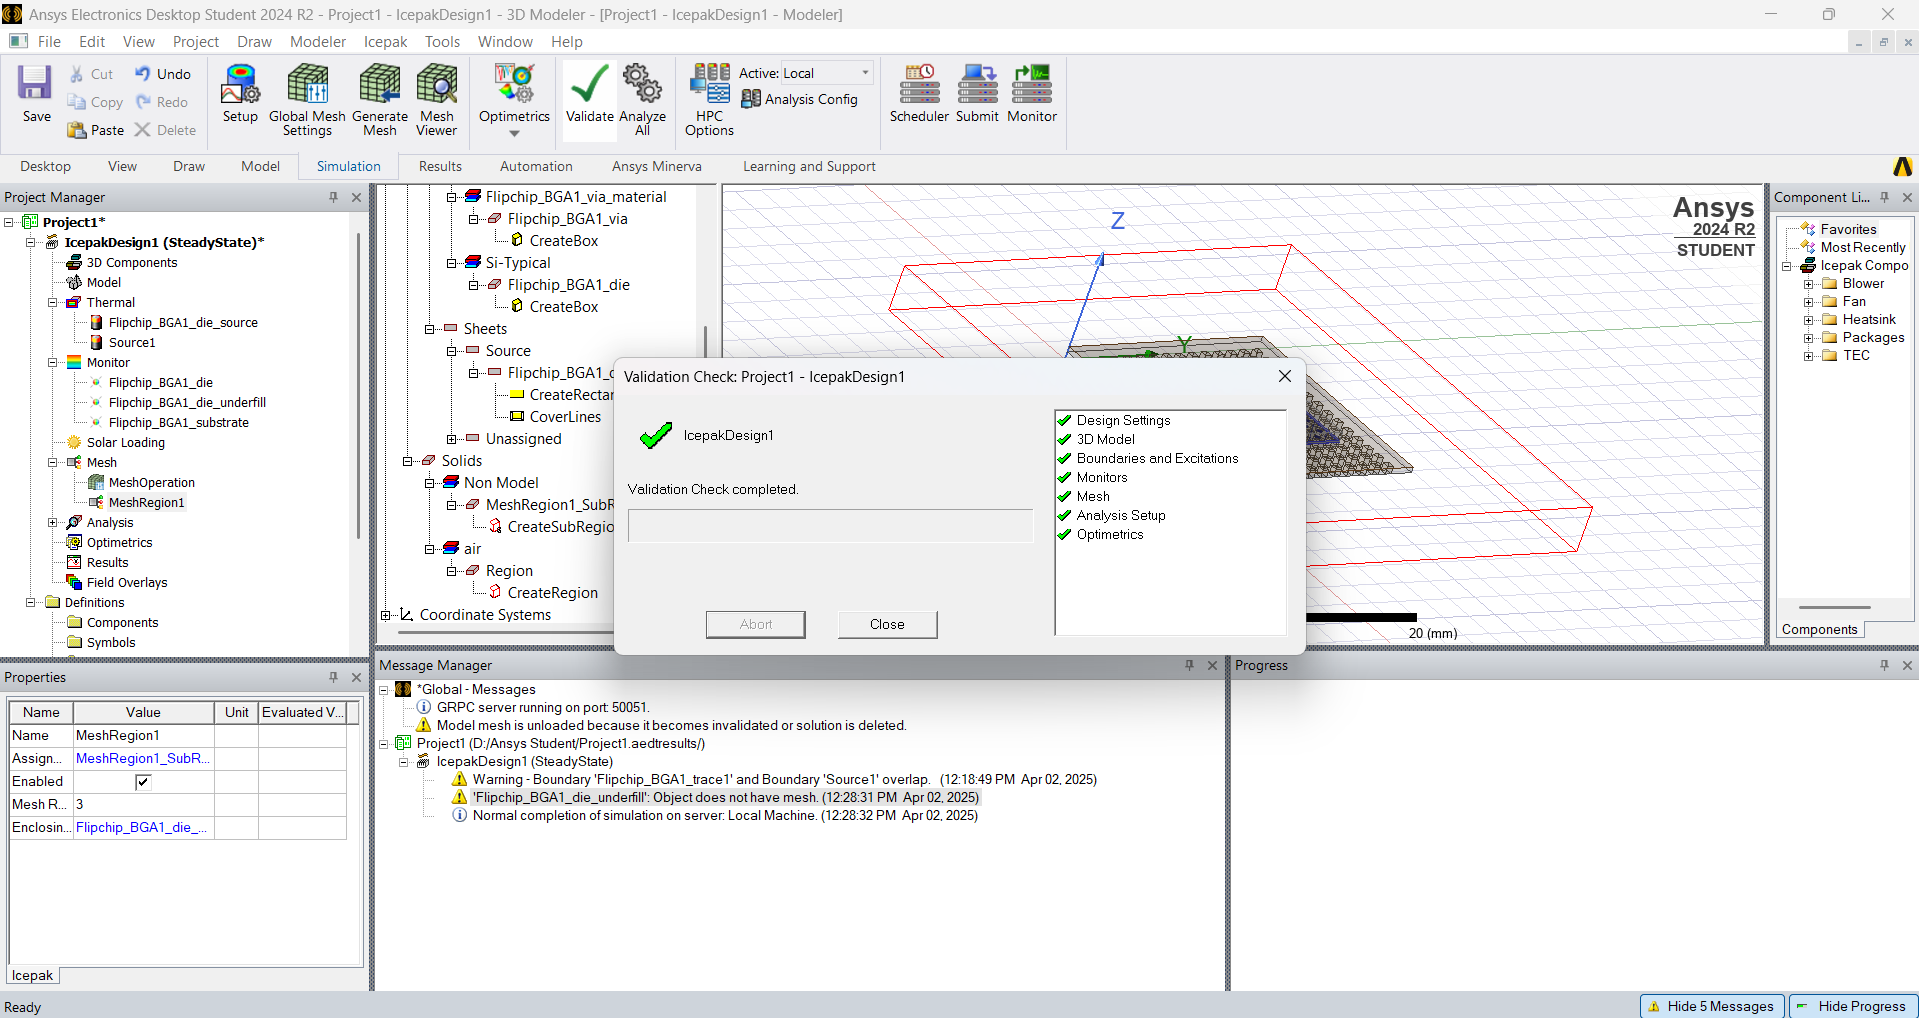 Ansys Electronics Desktop Student 2024 R2 - Project1 - IcepakDesign1 - 3D Modeler - [Project1 - IcepakDesign1 - Modeler]
File Edit View Project Draw Modeler Icepak Tools Window Help
Save
Cut
Copy
Paste
Undo
Redo
Delete
Setup
Global Mesh
Settings
Generate
Mesh
Mesh
Viewer
Optimetrics
Validate
Analyze
All
HPC
Options
Active: Local
Analysis Config
Scheduler
Submit
Monitor
Desktop View Draw Model Simulation Results Automation Ansys Minerva Learning and Support
Project Manager
Project1*
IcepakDesign1 (SteadyState)*
3D Components
Model
Thermal
Flipchip_BGA1_die_source
Source1
Monitor
Flipchip_BGA1_die
Flipchip_BGA1_die_underfill
Flipchip_BGA1_substrate
Solar Loading
Mesh
MeshOperation
MeshRegion1
Analysis
Optimetrics
Results
Field Overlays
Definitions
Components
Symbols
Flipchip_BGA1_via_material
Flipchip_BGA1_via
CreateBox
Si-Typical
Flipchip_BGA1_die
CreateBox
Sheets
Source
Flipchip_BGA1_d
CreateRectan
CoverLines
Unassigned
Solids
Non Model
MeshRegion1_SubR
CreateSubRegio
air
Region
CreateRegion
Coordinate Systems
Z
Y
Ansys
2024 R2
STUDENT
20 (mm)
Validation Check: Project1 - IcepakDesign1
IcepakDesign1
Validation Check completed.
Abort
Close
Design Settings
3D Model
Boundaries and Excitations
Monitors
Mesh
Analysis Setup
Optimetrics
Component Li...
Favorites
Most Recently
Icepak Compo
Blower
Fan
Heatsink
Packages
TEC
Components
Properties
Name Value Unit Evaluated V...
Name MeshRegion1
Assign... MeshRegion1_SubR...
Enabled
Mesh R... 3
Enclosin... Flipchip_BGA1_die_...
Icepak
Message Manager
*Global - Messages
GRPC server running on port: 50051.
Model mesh is unloaded because it becomes invalidated or solution is deleted.
Project1 (D:/Ansys Student/Project1.aedtresults/)
IcepakDesign1 (SteadyState)
Warning - Boundary 'Flipchip_BGA1_trace1' and Boundary 'Source1' overlap. (12:18:49 PM Apr 02, 2025)
'Flipchip_BGA1_die_underfill': Object does not have mesh. (12:28:31 PM Apr 02, 2025)
Normal completion of simulation on server: Local Machine. (12:28:32 PM Apr 02, 2025)
Progress
Ready
Hide 5 Messages
Hide Progress